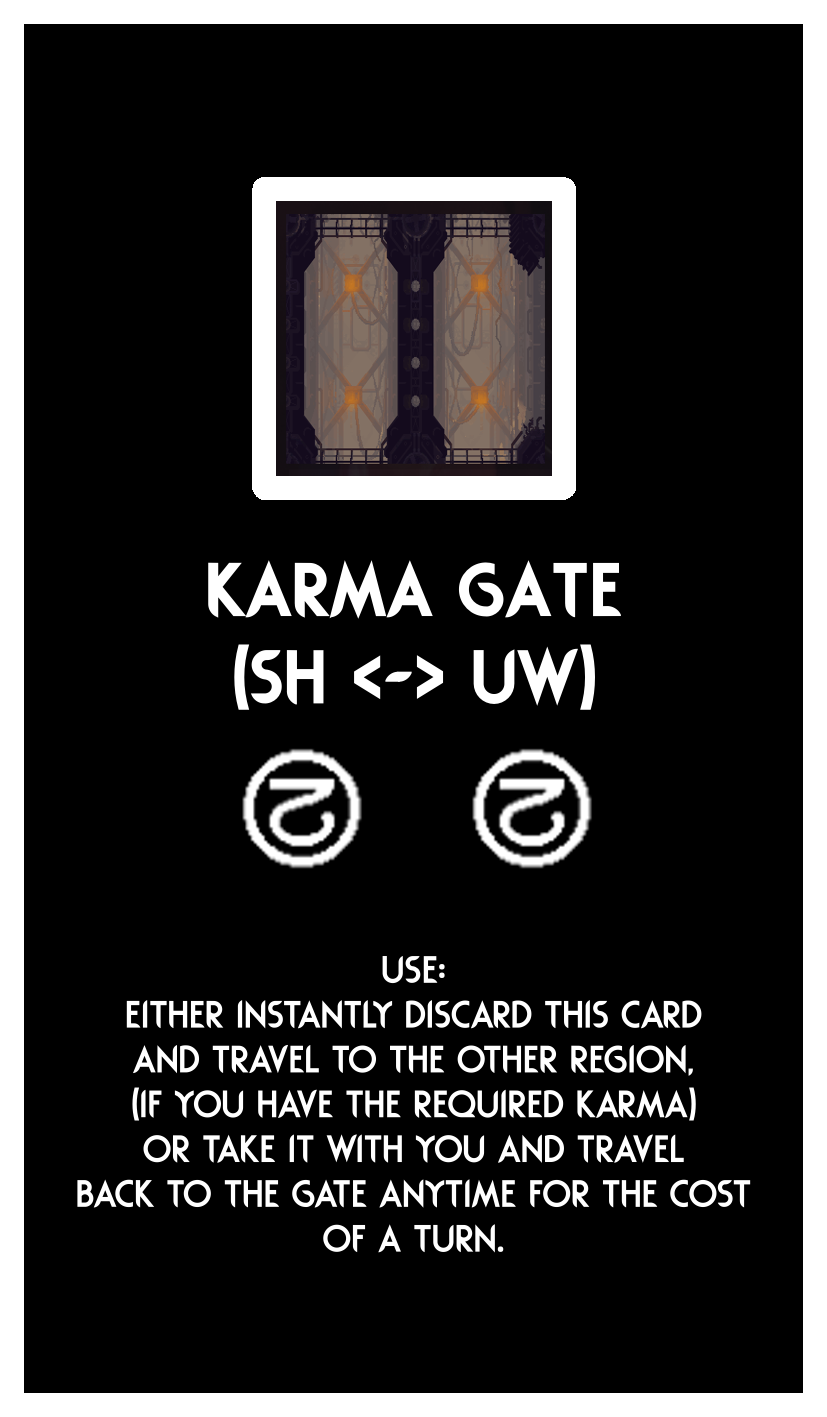 KARMA GATE
(SH <-> UW)
USE:
EITHER INSTANTLY DISCARD THIS CARD
AND TRAVEL TO THE OTHER REGION,
(IF YOU HAVE THE REQUIRED KARMA)
OR TAKE IT WITH YOU AND TRAVEL
BACK TO THE GATE ANYTIME FOR THE COST
OF A TURN.